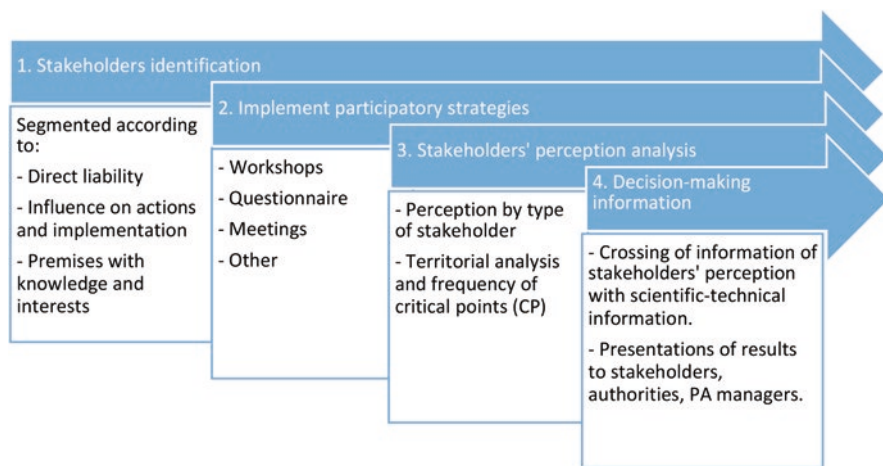 1. Stakeholders identification
Segmented according
to:
- Direct liability
- Influence on actions
and implementation
- Premises with
knowledge and
interests
2. Implement participatory strategies
- Workshops
- Questionnaire
- Meetings
- Other
3. Stakeholders' perception analysis
- Perception by type
of stakeholder
- Territorial analysis
and frequency of
critical points (CP)
4. Decision-making
information
- Crossing of information of
stakeholders' perception
with scientific-technical
information.
- Presentations of results
to stakeholders,
authorities, PA managers.